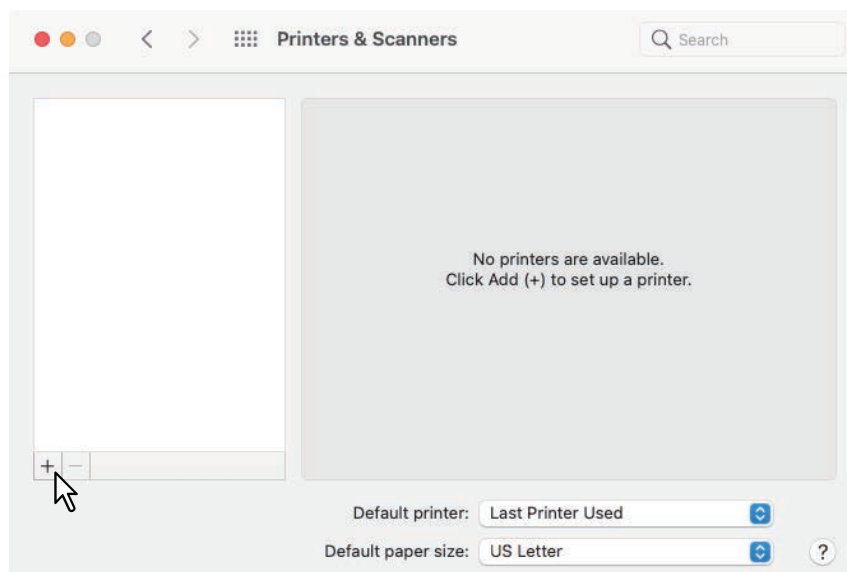 Printers & Scanners
Search
No printers are available.
Click Add (+) to set up a printer.
+ −
Default printer: Last Printer Used
Default paper size: US Letter
?